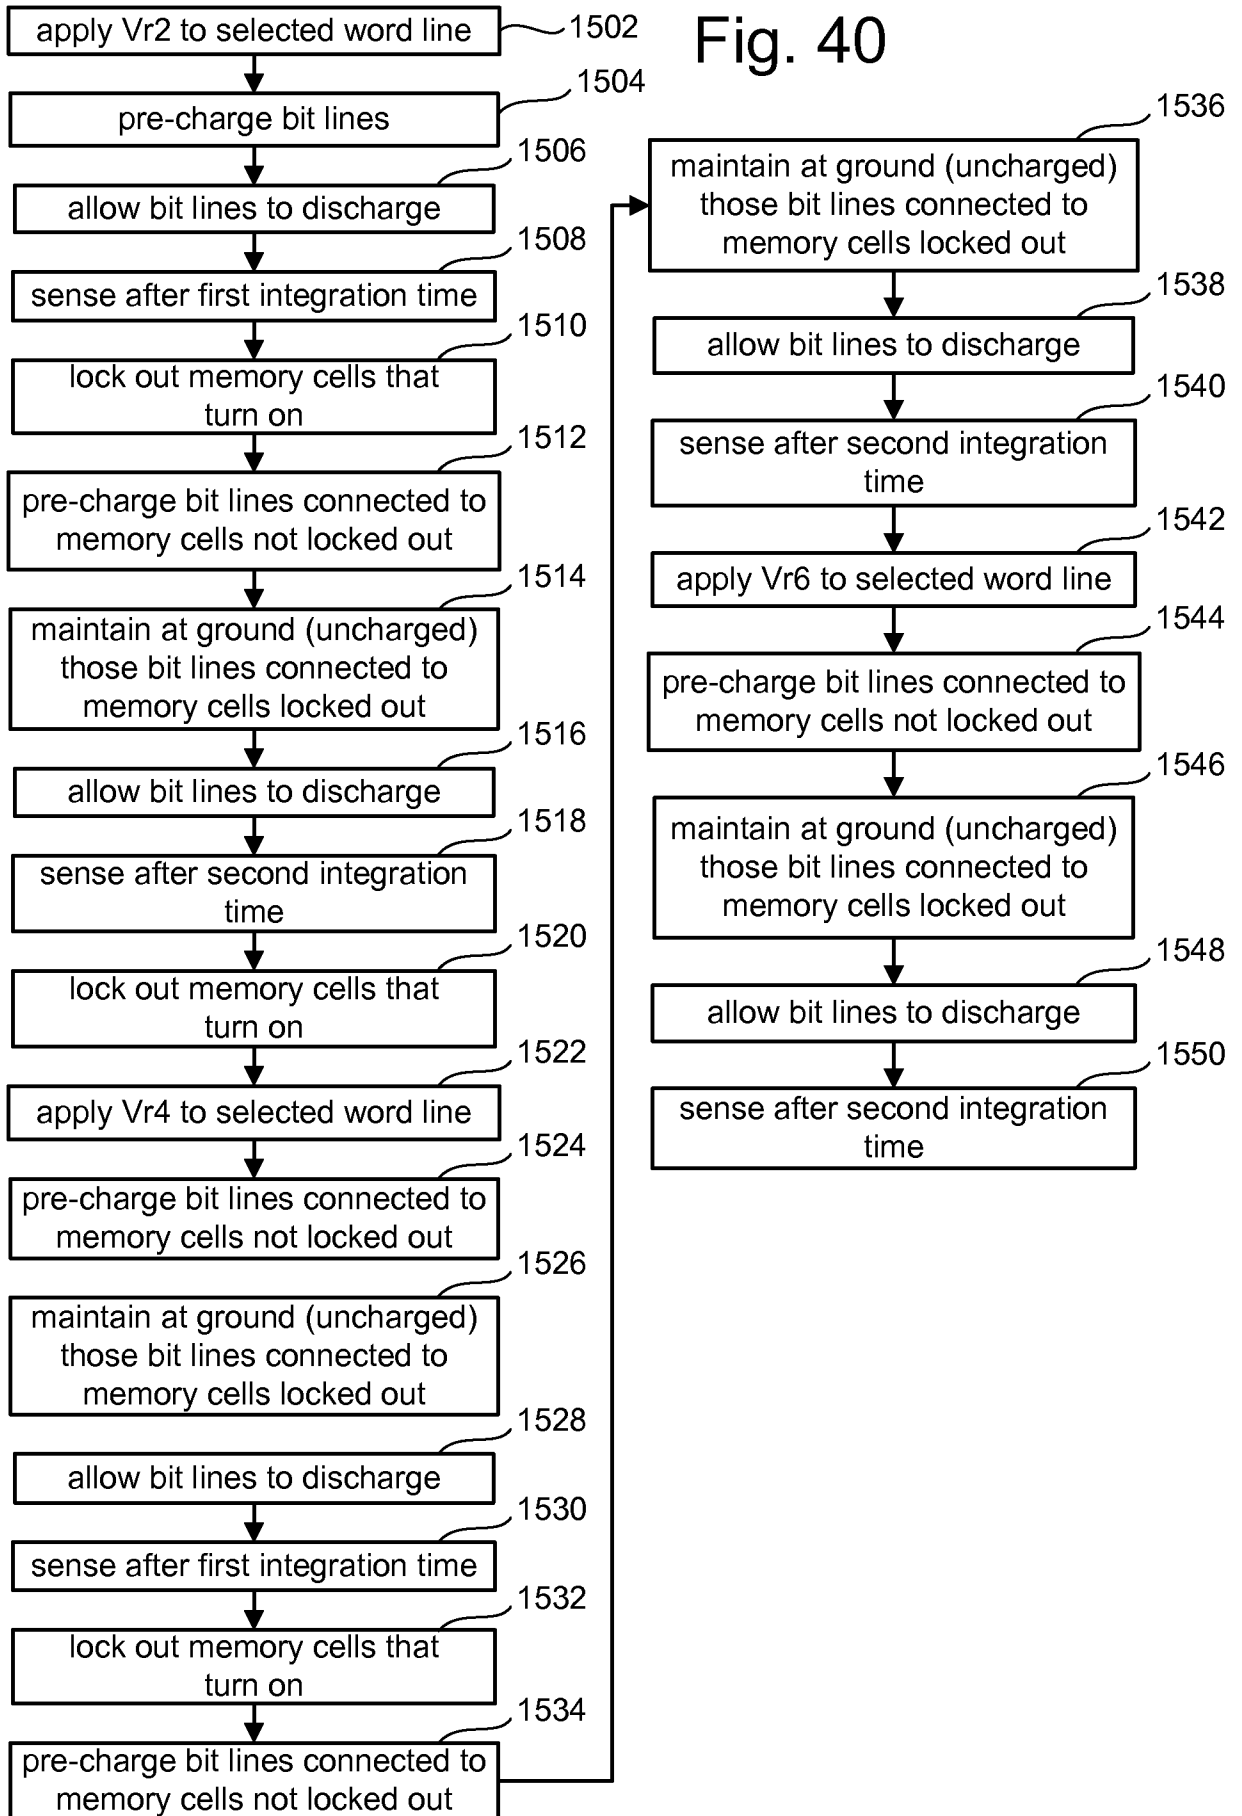 Fig. 40
apply Vr2 to selected word line
1502
pre-charge bit lines
1504
allow bit lines to discharge
1506
sense after first integration time
1508
lock out memory cells that
turn on
1510
pre-charge bit lines connected to
memory cells not locked out
1512
maintain at ground (uncharged)
those bit lines connected to
memory cells locked out
1514
allow bit lines to discharge
1516
sense after second integration
time
1518
lock out memory cells that
turn on
1520
apply Vr4 to selected word line
1522
pre-charge bit lines connected to
memory cells not locked out
1524
maintain at ground (uncharged)
those bit lines connected to
memory cells locked out
1526
allow bit lines to discharge
1528
sense after first integration time
1530
lock out memory cells that
turn on
1532
pre-charge bit lines connected to
memory cells not locked out
1534
maintain at ground (uncharged)
those bit lines connected to
memory cells locked out
1536
allow bit lines to discharge
1538
sense after second integration
time
1540
apply Vr6 to selected word line
1542
pre-charge bit lines connected to
memory cells not locked out
1544
maintain at ground (uncharged)
those bit lines connected to
memory cells locked out
1546
allow bit lines to discharge
1548
sense after second integration
time
1550